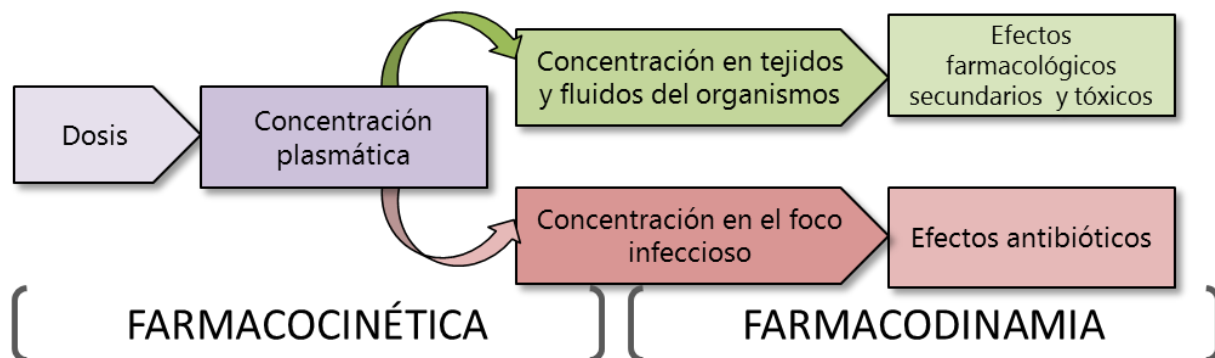 Dosis
Concentración
plasmática
Concentración en tejidos
y fluidos del organismos
Efectos
farmacológicos
secundarios y tóxicos
Concentración en el foco
infeccioso
Efectos antibióticos
FARMACOCINÉTICA
FARMACODINAMIA